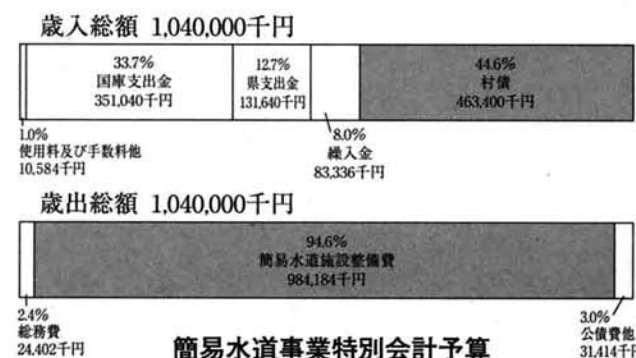 歳入総額 1,040,000千円
33.7%
国庫支出金
351,040千円
12.7%
県支出金
131,640千円
44.6%
村債
463,400千円
1.0%
使用料及び手数料他
10,584千円
8.0%
繰入金
83,336千円
歳出総額 1,040,000千円
94.6%
簡易水道施設整備費
984,184千円
2.4%
総務費
24,402千円
3.0%
公債費他
31,414千円
簡易水道事業特別会計予算